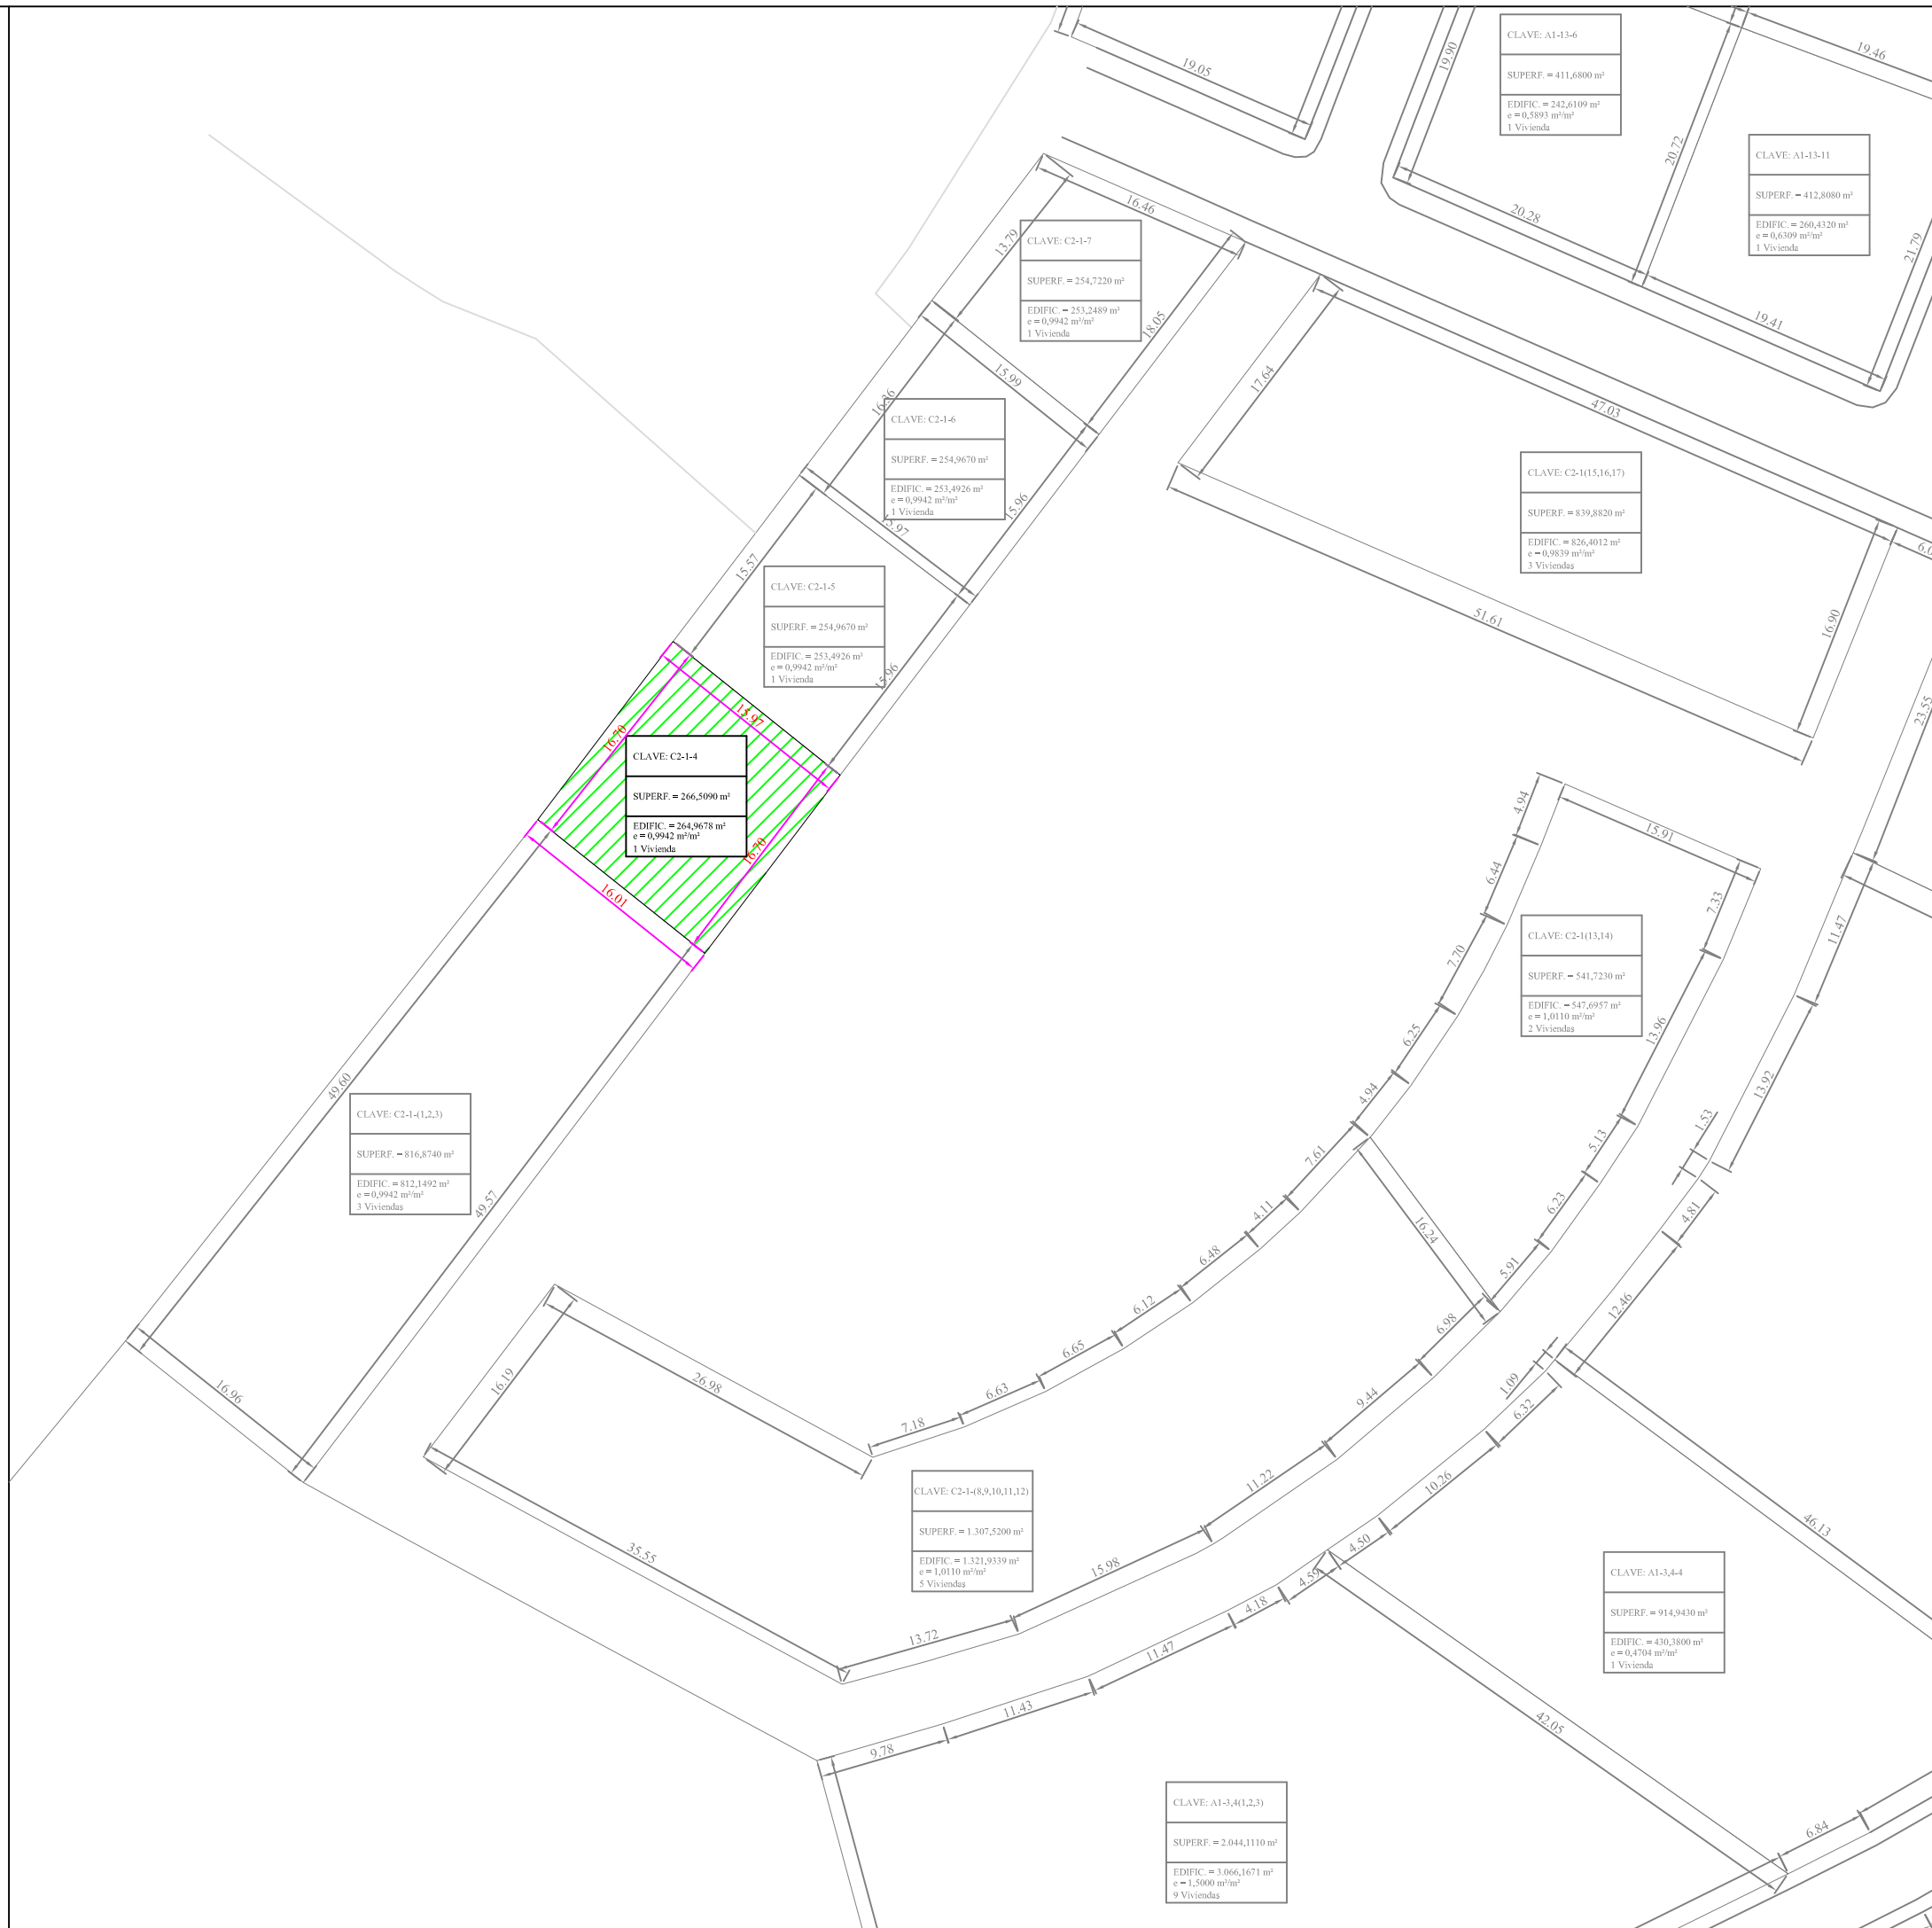 19.05
19.90
CLAVE: A1-13-6
SUPERF. = 411,6800 m²
EDIFIC. = 242,6109 m²
e = 0,5893 m²/m²
1 Vivienda
19.46
20.72
20.28
CLAVE: A1-13-11
SUPERF. = 412,8080 m²
EDIFIC. = 260,4320 m²
e = 0,6309 m²/m²
1 Vivienda
21.79
19.41
16.46
13.79
CLAVE: C2-1-7
SUPERF. = 254,7220 m²
EDIFIC. = 253,2489 m²
e = 0,9942 m²/m²
1 Vivienda
18.05
15.99
17.64
47.03
16.36
CLAVE: C2-1-6
SUPERF. = 254,9670 m²
EDIFIC. = 253,4926 m²
e = 0,9942 m²/m²
1 Vivienda
15.96
15.97
CLAVE: C2-1(15,16,17)
SUPERF. = 839,8820 m²
EDIFIC. = 826,4012 m²
e = 0,9839 m²/m²
3 Viviendas
51.61
16.90
15.57
CLAVE: C2-1-5
SUPERF. = 254,9670 m²
EDIFIC. = 253,4926 m²
e = 0,9942 m²/m²
1 Vivienda
15.96
23.55
15.97
16.70
CLAVE: C2-1-4
SUPERF. = 266,5090 m²
EDIFIC. = 264,9678 m²
e = 0,9942 m²/m²
1 Vivienda
16.70
16.01
4.94
15.91
6.44
7.33
7.70
CLAVE: C2-1(13,14)
SUPERF. = 541,7230 m²
EDIFIC. = 547,6957 m²
e = 1,0110 m²/m²
2 Viviendas
11.47
6.25
13.96
4.94
13.92
1.53
49.60
CLAVE: C2-1-(1,2,3)
SUPERF. = 816,8740 m²
EDIFIC. = 812,1492 m²
e = 0,9942 m²/m²
3 Viviendas
49.57
7.61
5.13
4.11
6.23
4.81
16.24
6.48
5.91
6.12
12.46
6.98
6.65
16.96
16.19
26.98
6.63
9.44
1.09
6.32
7.18
11.22
10.26
CLAVE: C2-1-(8,9,10,11,12)
SUPERF. = 1.307,5200 m²
EDIFIC. = 1.321,9339 m²
e = 1,0110 m²/m²
5 Viviendas
35.55
15.98
4.50
4.59
4.18
46.13
CLAVE: A1-3,4-4
SUPERF. = 914,9430 m²
EDIFIC. = 430,3800 m²
e = 0,4704 m²/m²
1 Vivienda
13.72
11.47
11.43
9.78
42.05
CLAVE: A1-3,4(1,2,3)
SUPERF. = 2.044,1110 m²
EDIFIC. = 3.066,1671 m²
e = 1,5000 m²/m²
9 Viviendas
6.84